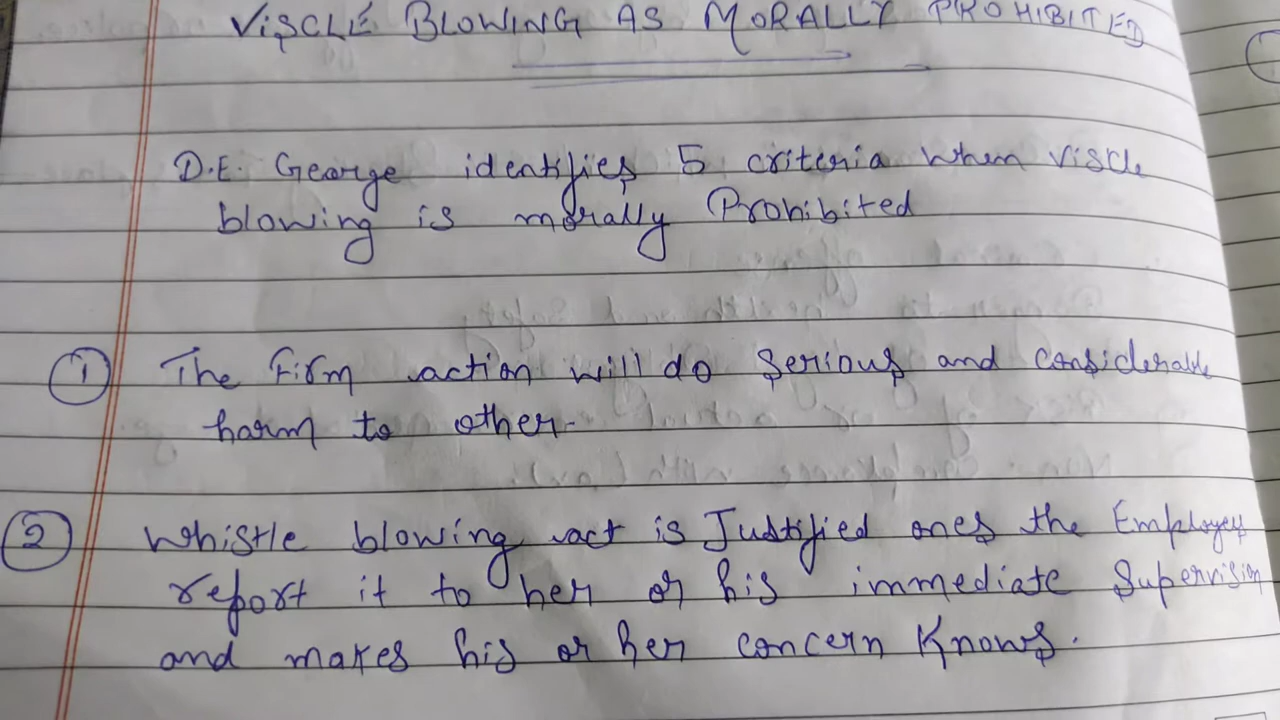 VISCLE BLOWING AS MORALLY PROHIBITED
D.E. George identifies 5 criteria when viscle
blowing is morally Prohibited
1 The Firm action will do serious and considerable
harm to other.
2 Whistle blowing act is Justified ones the Employee
report it to her or his immediate Supervision
and makes his or her concern Knows.